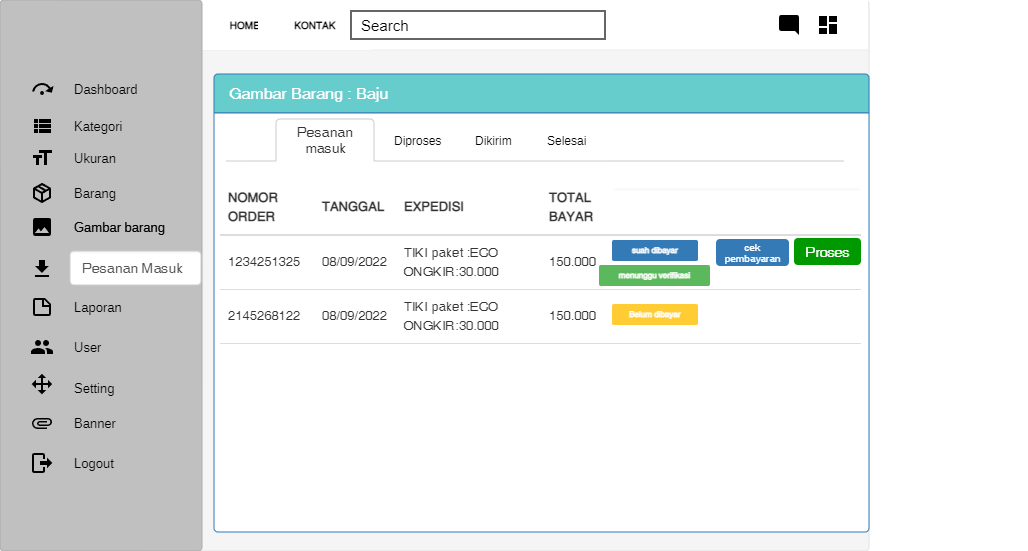 HOME KONTAK Search
Dashboard
Kategori
Ukuran
Barang
Gambar barang
Pesanan Masuk
Laporan
User
Setting
Banner
Logout
Gambar Barang : Baju
Pesanan
masuk
Diproses Dikirim Selesai
NOMOR
ORDER
TANGGAL EXPEDISI
TOTAL
BAYAR
1234251325 08/09/2022
TIKI paket :ECO
ONGKIR:30.000
150.000
suah dibayar
menunggu verifikasi
cek
pembayaran
Proses
2145268122 08/09/2022
TIKI paket :ECO
ONGKIR:30.000
150.000
Belum dibayar